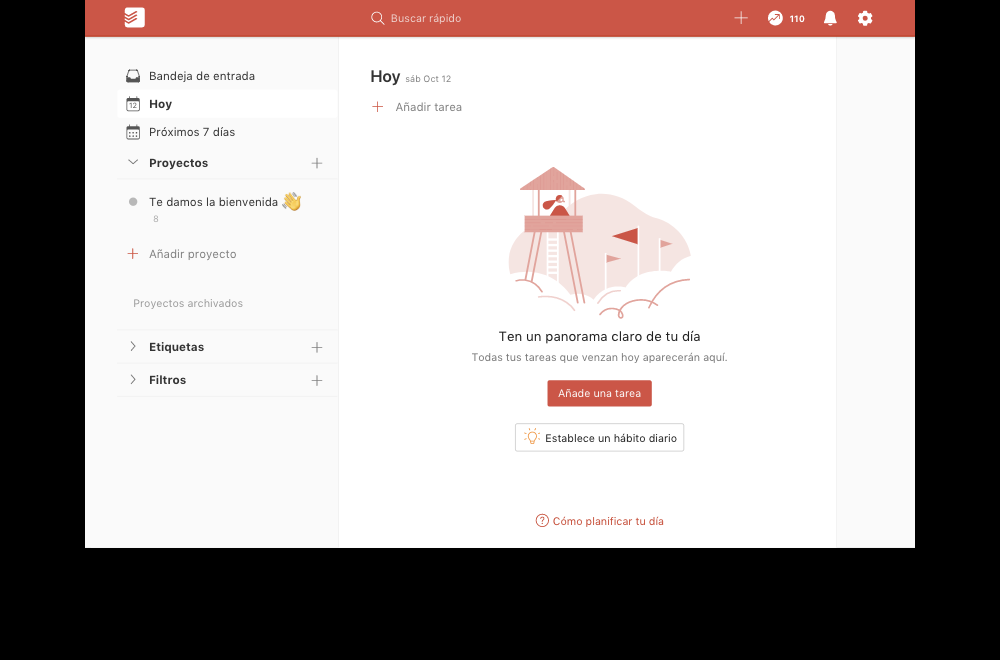 Buscar rápido
110
Bandeja de entrada
12
Hoy
Próximos 7 días
Proyectos
Te damos la bienvenida 👋
8
Añadir proyecto
Proyectos archivados
Etiquetas
Filtros
Hoy sáb Oct 12
Añadir tarea
Ten un panorama claro de tu día
Todas tus tareas que venzan hoy aparecerán aquí.
Añade una tarea
Establece un hábito diario
Cómo planificar tu día